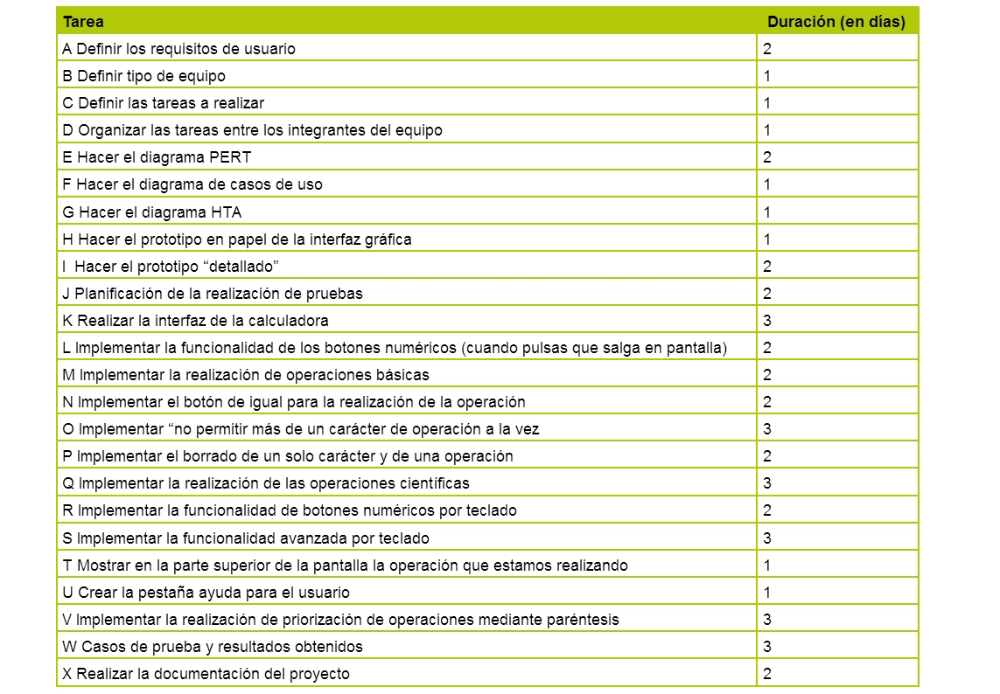 Tarea Duración (en días)
A Definir los requisitos de usuario 2
B Definir tipo de equipo 1
C Definir las tareas a realizar 1
D Organizar las tareas entre los integrantes del equipo 1
E Hacer el diagrama PERT 2
F Hacer el diagrama de casos de uso 1
G Hacer el diagrama HTA 1
H Hacer el prototipo en papel de la interfaz gráfica 1
I Hacer el prototipo “detallado” 2
J Planificación de la realización de pruebas 2
K Realizar la interfaz de la calculadora 3
L Implementar la funcionalidad de los botones numéricos (cuando pulsas que salga en pantalla) 2
M Implementar la realización de operaciones básicas 2
N Implementar el botón de igual para la realización de la operación 2
O Implementar “no permitir más de un carácter de operación a la vez 3
P Implementar el borrado de un solo carácter y de una operación 2
Q Implementar la realización de las operaciones científicas 3
R Implementar la funcionalidad de botones numéricos por teclado 2
S Implementar la funcionalidad avanzada por teclado 3
T Mostrar en la parte superior de la pantalla la operación que estamos realizando 1
U Crear la pestaña ayuda para el usuario 1
V Implementar la realización de priorización de operaciones mediante paréntesis 3
W Casos de prueba y resultados obtenidos 3
X Realizar la documentación del proyecto 2